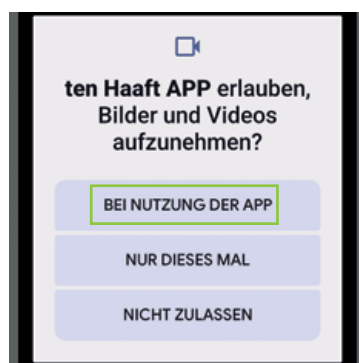 ten Haaft APP erlauben,
Bilder und Videos
aufzunehmen?
BEI NUTZUNG DER APP
NUR DIESES MAL
NICHT ZULASSEN